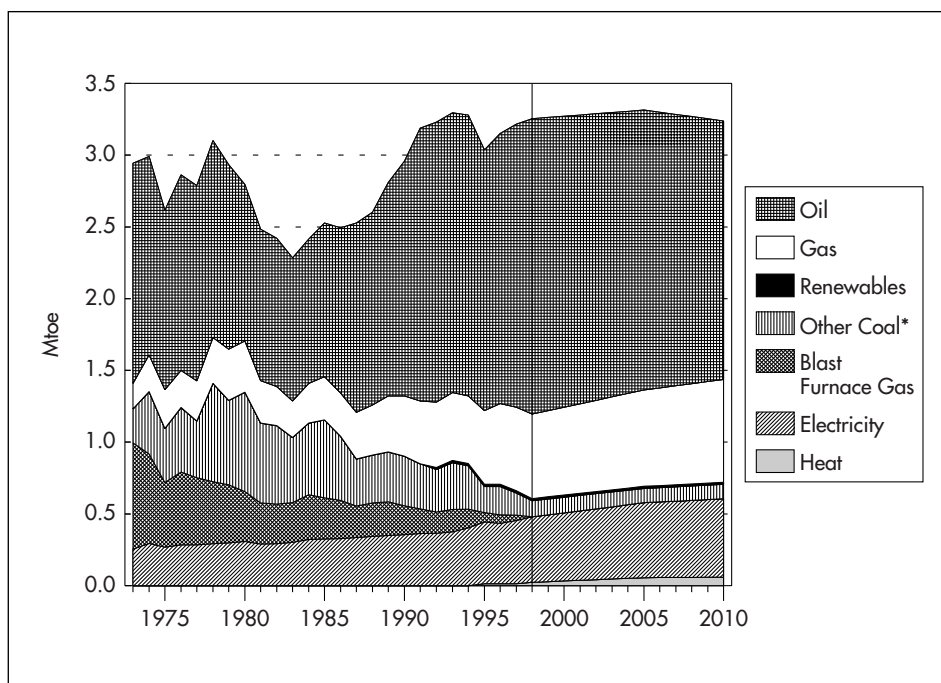 3.5
3.0
2.5
2.0
1.5
1.0
0.5
0.0
Mtoe
1975 1980 1985 1990 1995 2000 2005 2010
Oil
Gas
Renewables
Other Coal*
Blast
Furnace Gas
Electricity
Heat